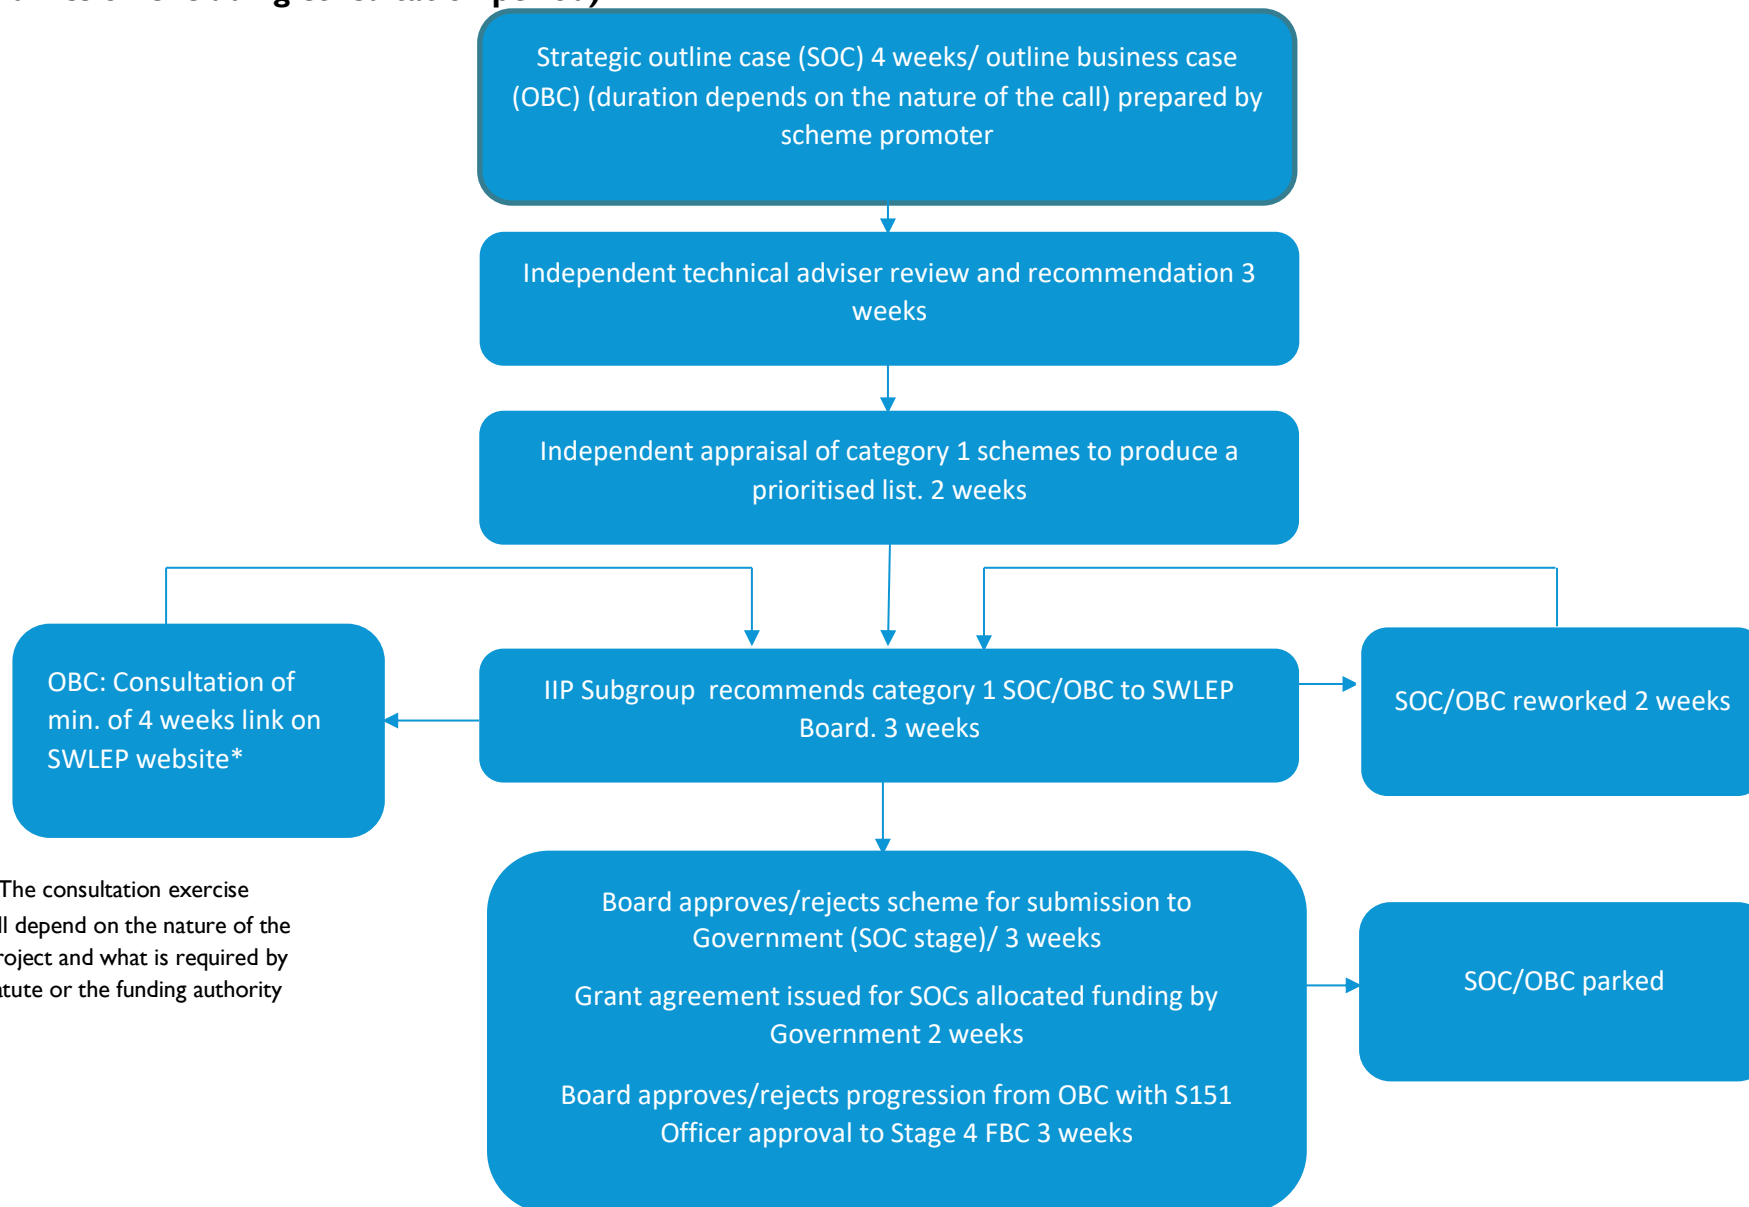 Strategic outline case (SOC) 4 weeks/ outline business case
(OBC) (duration depends on the nature of the call) prepared by
scheme promoter
Independent technical adviser review and recommendation 3
weeks
Independent appraisal of category 1 schemes to produce a
prioritised list. 2 weeks
OBC: Consultation of
min. of 4 weeks link on
SWLEP website*
IIP Subgroup recommends category 1 SOC/OBC to SWLEP
Board. 3 weeks
SOC/OBC reworked 2 weeks
The consultation exercise
depend on the nature of the
and what is required by
or the funding authority
Board approves/rejects scheme for submission to
Government (SOC stage)/ 3 weeks
Grant agreement issued for SOCs allocated funding by
Government 2 weeks
Board approves/rejects progression from OBC with S151
Officer approval to Stage 4 FBC 3 weeks
SOC/OBC parked